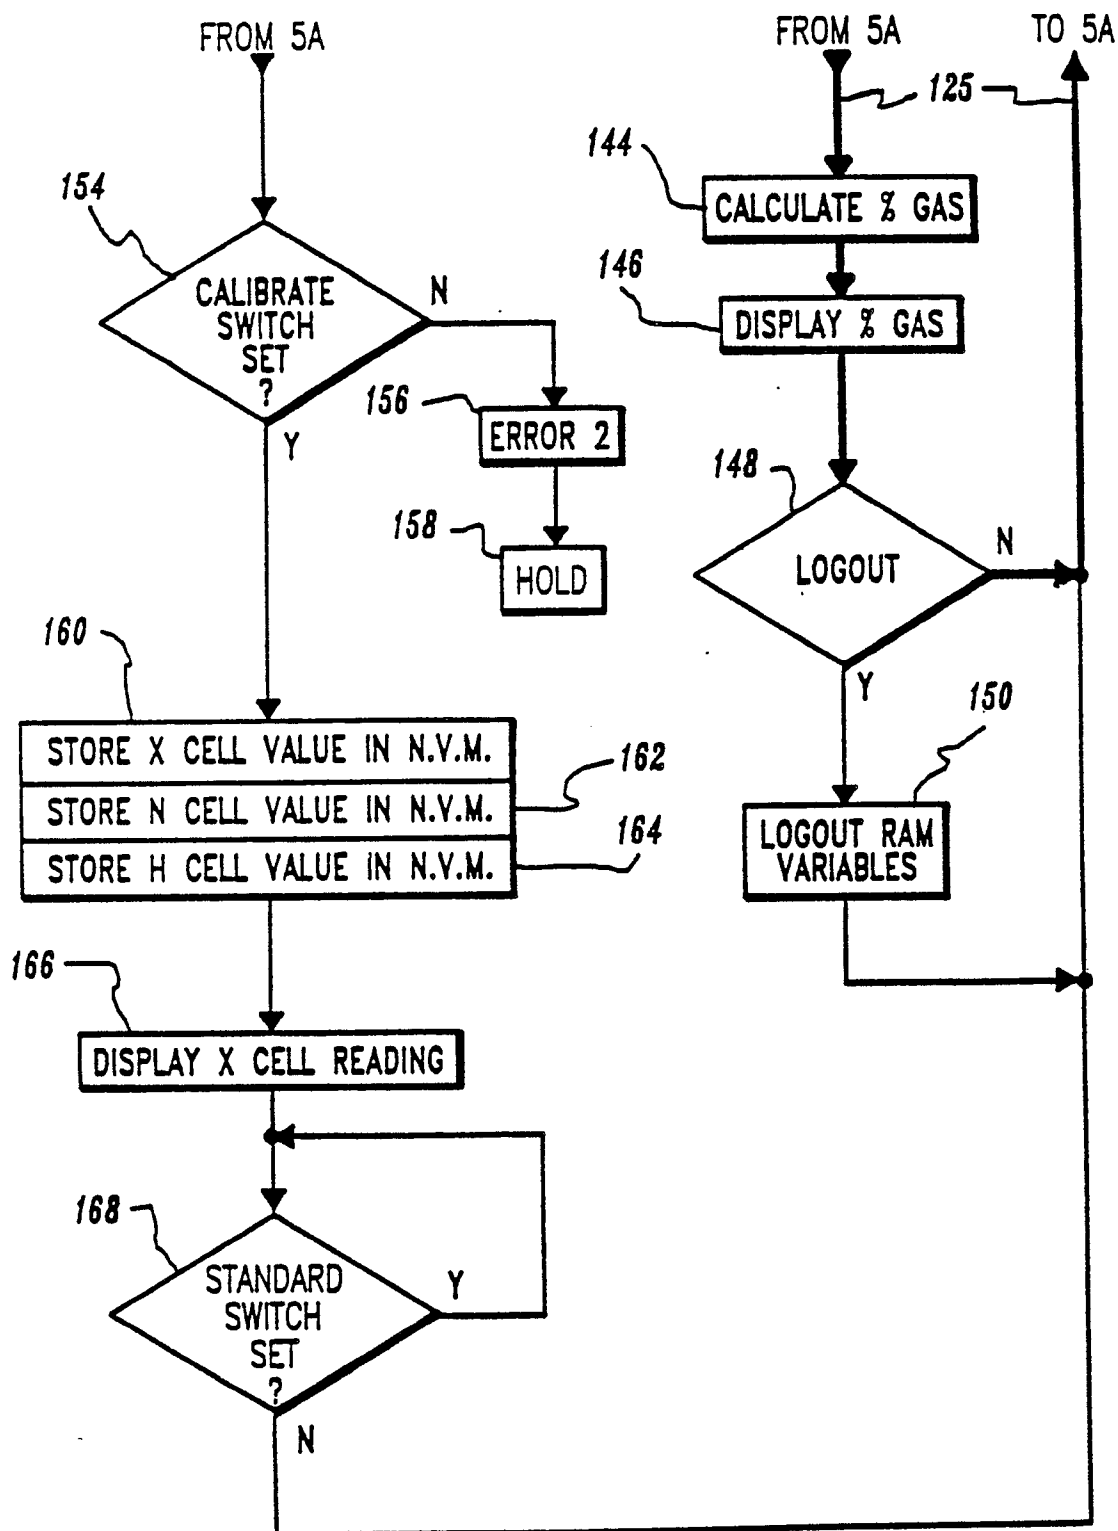 FROM 5A
FROM 5A
TO 5A
125
144
CALCULATE % GAS
154
CALIBRATE
SWITCH
SET
?
N
Y
146
DISPLAY % GAS
156
ERROR 2
158
HOLD
148
LOGOUT
N
Y
160
STORE X CELL VALUE IN N.V.M.
STORE N CELL VALUE IN N.V.M.
162
STORE H CELL VALUE IN N.V.M.
164
150
LOGOUT RAM
VARIABLES
166
DISPLAY X CELL READING
168
STANDARD
SWITCH
SET
?
Y
N